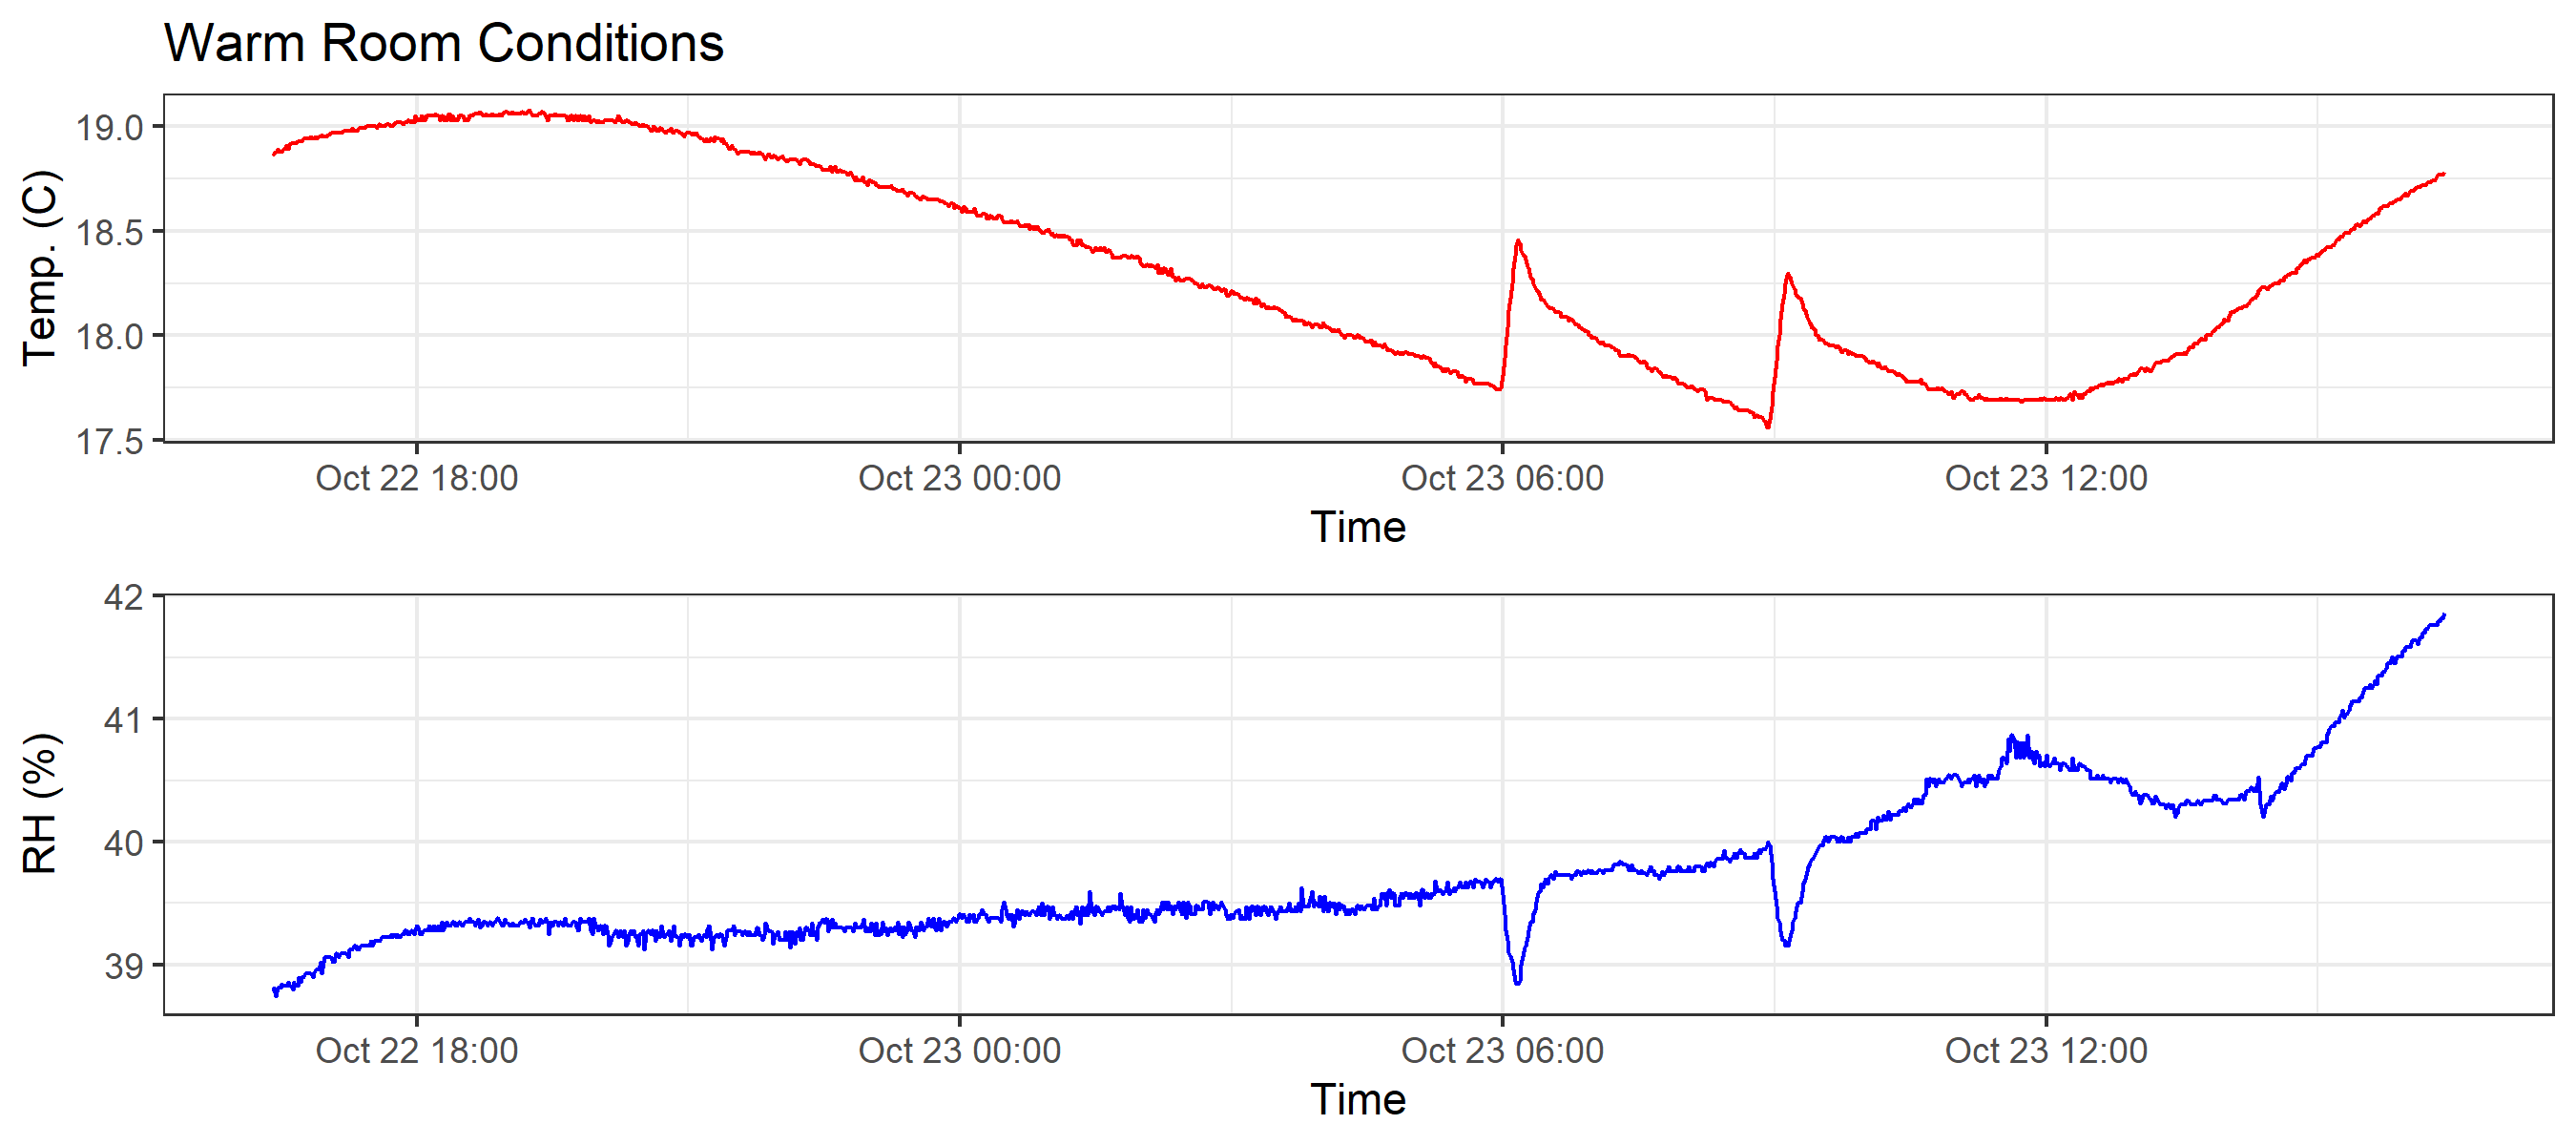 Warm Room Conditions
Temp. (C)
19.0
18.5
18.0
17.5
Oct 22 18:00 Oct 23 00:00 Oct 23 06:00 Oct 23 12:00
Time
RH (%)
42
41
40
39
Oct 22 18:00 Oct 23 00:00 Oct 23 06:00 Oct 23 12:00
Time